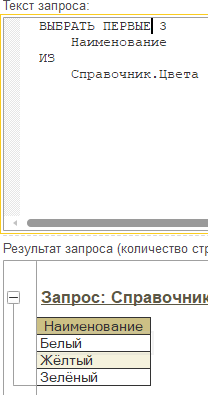 Текст запроса:
ВЫБРАТЬ ПЕРВЫЕ 3
Наименование
ИЗ
Справочник.Цвета
Результат запроса (количество стр
Запрос: Справочник
Наименование
Белый
Жёлтый
Зелёный